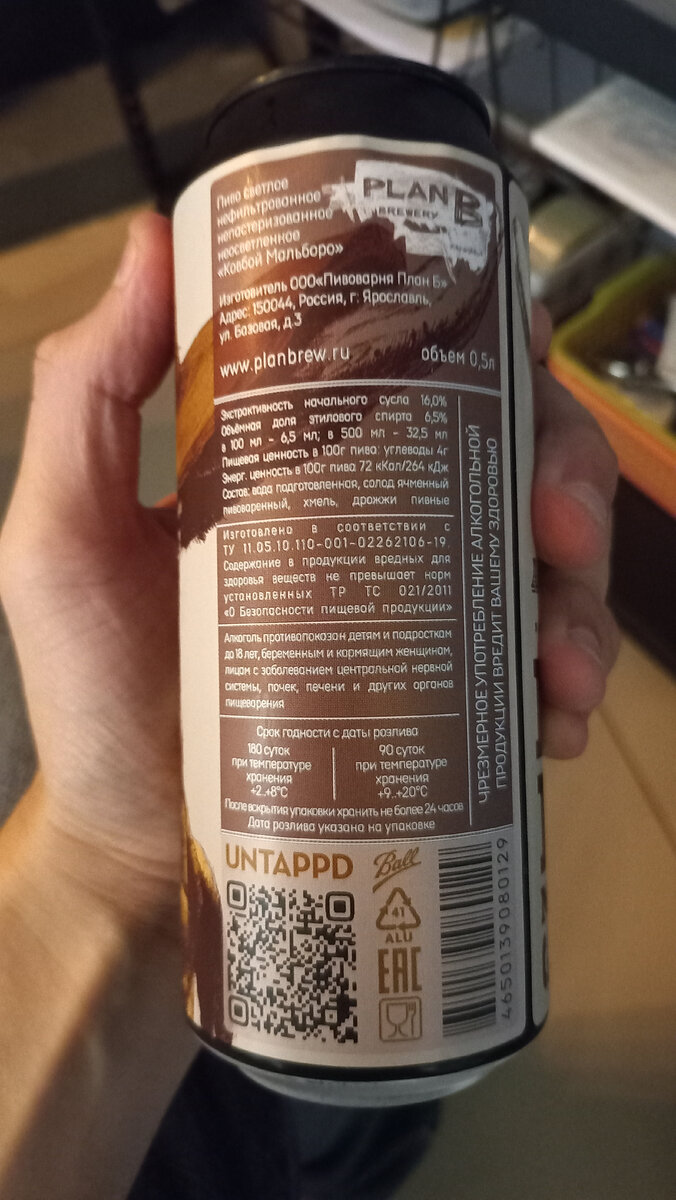 Пиво светлое
нефильтрованное
непастеризованное
неосветленное
«Ковбой Мальборо»
PLAN B
BREWERY
Изготовитель ООО«Пивоварня План Б»
Адрес: 150044, Россия, г. Ярославль,
ул. Базовая, д.3
www.planbrew.ru
объем 0,5л
Экстрактивность начального сусла 16,0%
Объёмная доля этилового спирта 6,5%
в 100 мл - 6,5 мл; в 500 мл - 32,5 мл
Пищевая ценность в 100г пива: углеводы 4г
Энерг. ценность в 100г пива 72 кКал/264 кДж
Состав: вода подготовленная, солод ячменный
пивоваренный, хмель, дрожжи пивные
Изготовлено в соответствии с
ТУ 11.05.10.110-001-02262106-19.
Содержание в продукции вредных для
здоровья веществ не превышает норм
установленных ТР ТС 021/2011
«О Безопасности пищевой продукции»
Алкоголь противопоказан детям и подросткам
до 18 лет, беременным и кормящим женщинам,
лицам с заболеванием центральной нервной
системы, почек, печени и других органов
пищеварения
Срок годности с даты розлива
180 суток
при температуре
хранения
+2..+8°C
90 суток
при температуре
хранения
+9..+20°C
После вскрытия упаковки хранить не более 24 часов
Дата розлива указана на упаковке
ЧРЕЗМЕРНОЕ УПОТРЕБЛЕНИЕ АЛКОГОЛЬНОЙ
ПРОДУКЦИИ ВРЕДИТ ВАШЕМУ ЗДОРОВЬЮ
UNTAPPD
Ball
41
ALU
EAC
4650139080129